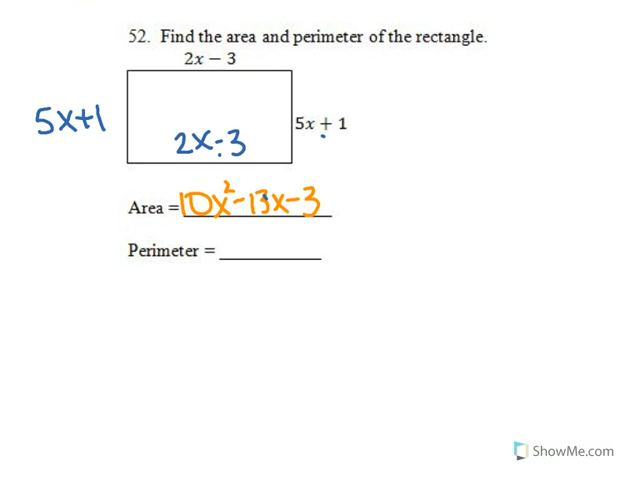 52. Find the area and perimeter of the rectangle.
2x − 3
5x+1
5x + 1
2x-3
Area = 10x²-13x-3
Perimeter = ____________
ShowMe.com